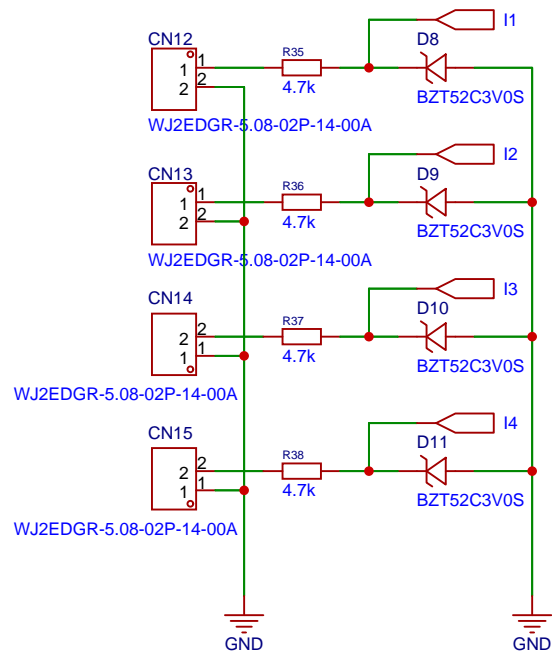 I1
CN12
D8
1
1
R35
2
2
4.7k
BZT52C3V0S
WJ2EDGR-5.08-02P-14-00A
I2
CN13
D9
1
1
R36
2
2
4.7k
BZT52C3V0S
WJ2EDGR-5.08-02P-14-00A
I3
CN14
D10
2
2
R37
1
1
4.7k
BZT52C3V0S
WJ2EDGR-5.08-02P-14-00A
I4
CN15
D11
2
2
R38
1
1
4.7k
BZT52C3V0S
WJ2EDGR-5.08-02P-14-00A
GND
GND